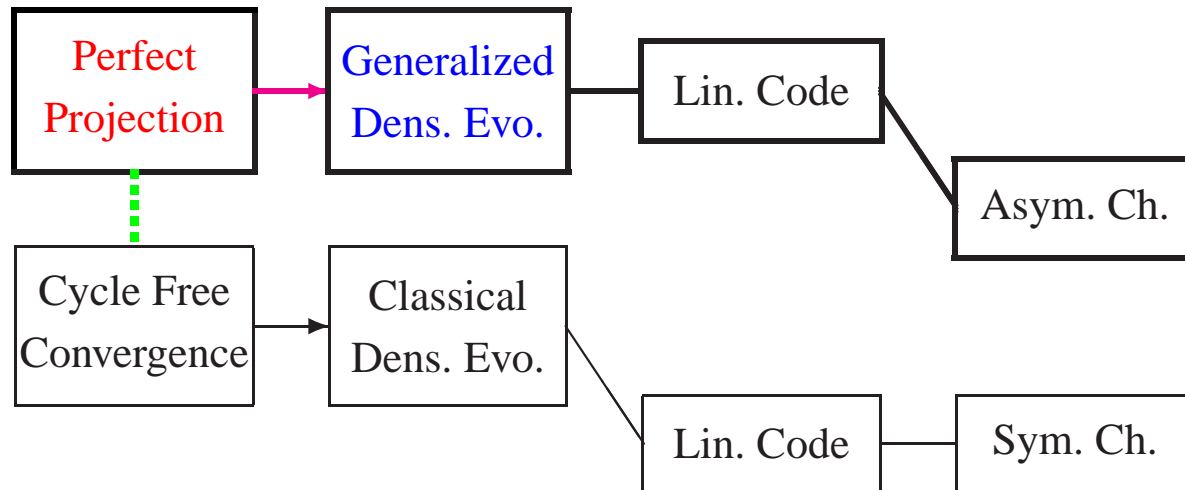 Perfect
Projection
Generalized
Dens. Evo.
Lin. Code
Asym. Ch.
Cycle Free
Convergence
Classical
Dens. Evo.
Lin. Code
Sym. Ch.